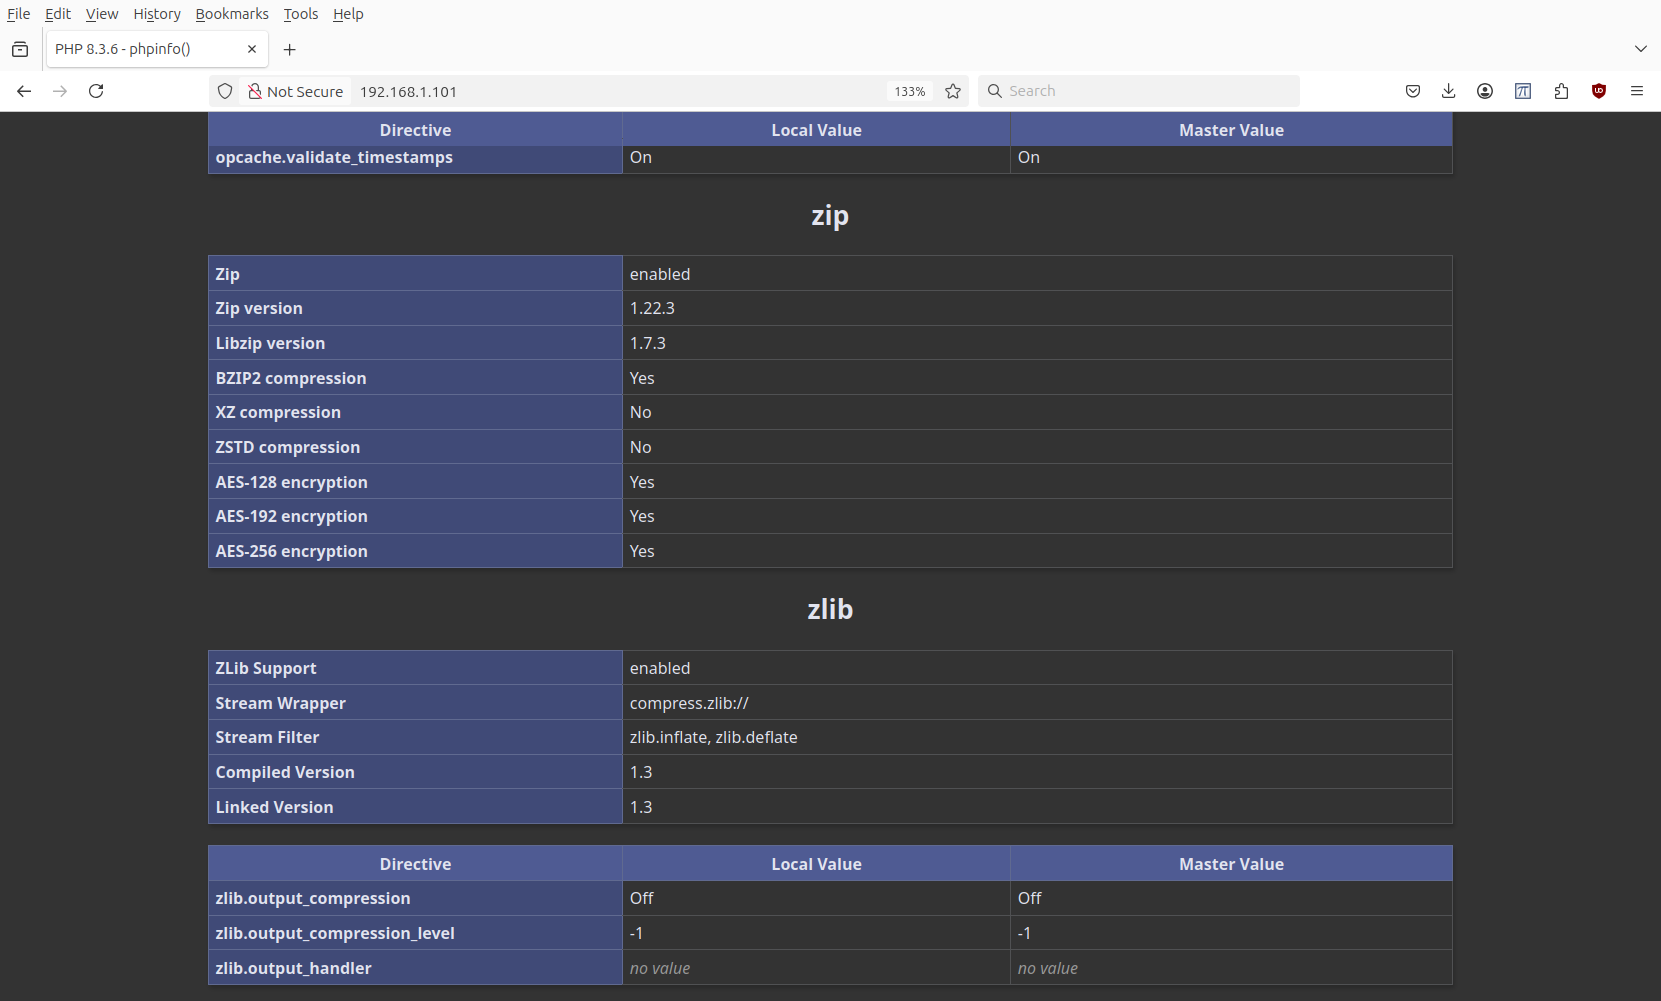 File Edit View History Bookmarks Tools Help
PHP 8.3.6 - phpinfo()
Not Secure 192.168.1.101 133% Search
Directive Local Value Master Value
opcache.validate_timestamps On On
zip
Zip enabled
Zip version 1.22.3
Libzip version 1.7.3
BZIP2 compression Yes
XZ compression No
ZSTD compression No
AES-128 encryption Yes
AES-192 encryption Yes
AES-256 encryption Yes
zlib
ZLib Support enabled
Stream Wrapper compress.zlib://
Stream Filter zlib.inflate, zlib.deflate
Compiled Version 1.3
Linked Version 1.3
Directive Local Value Master Value
zlib.output_compression Off Off
zlib.output_compression_level -1 -1
zlib.output_handler no value no value